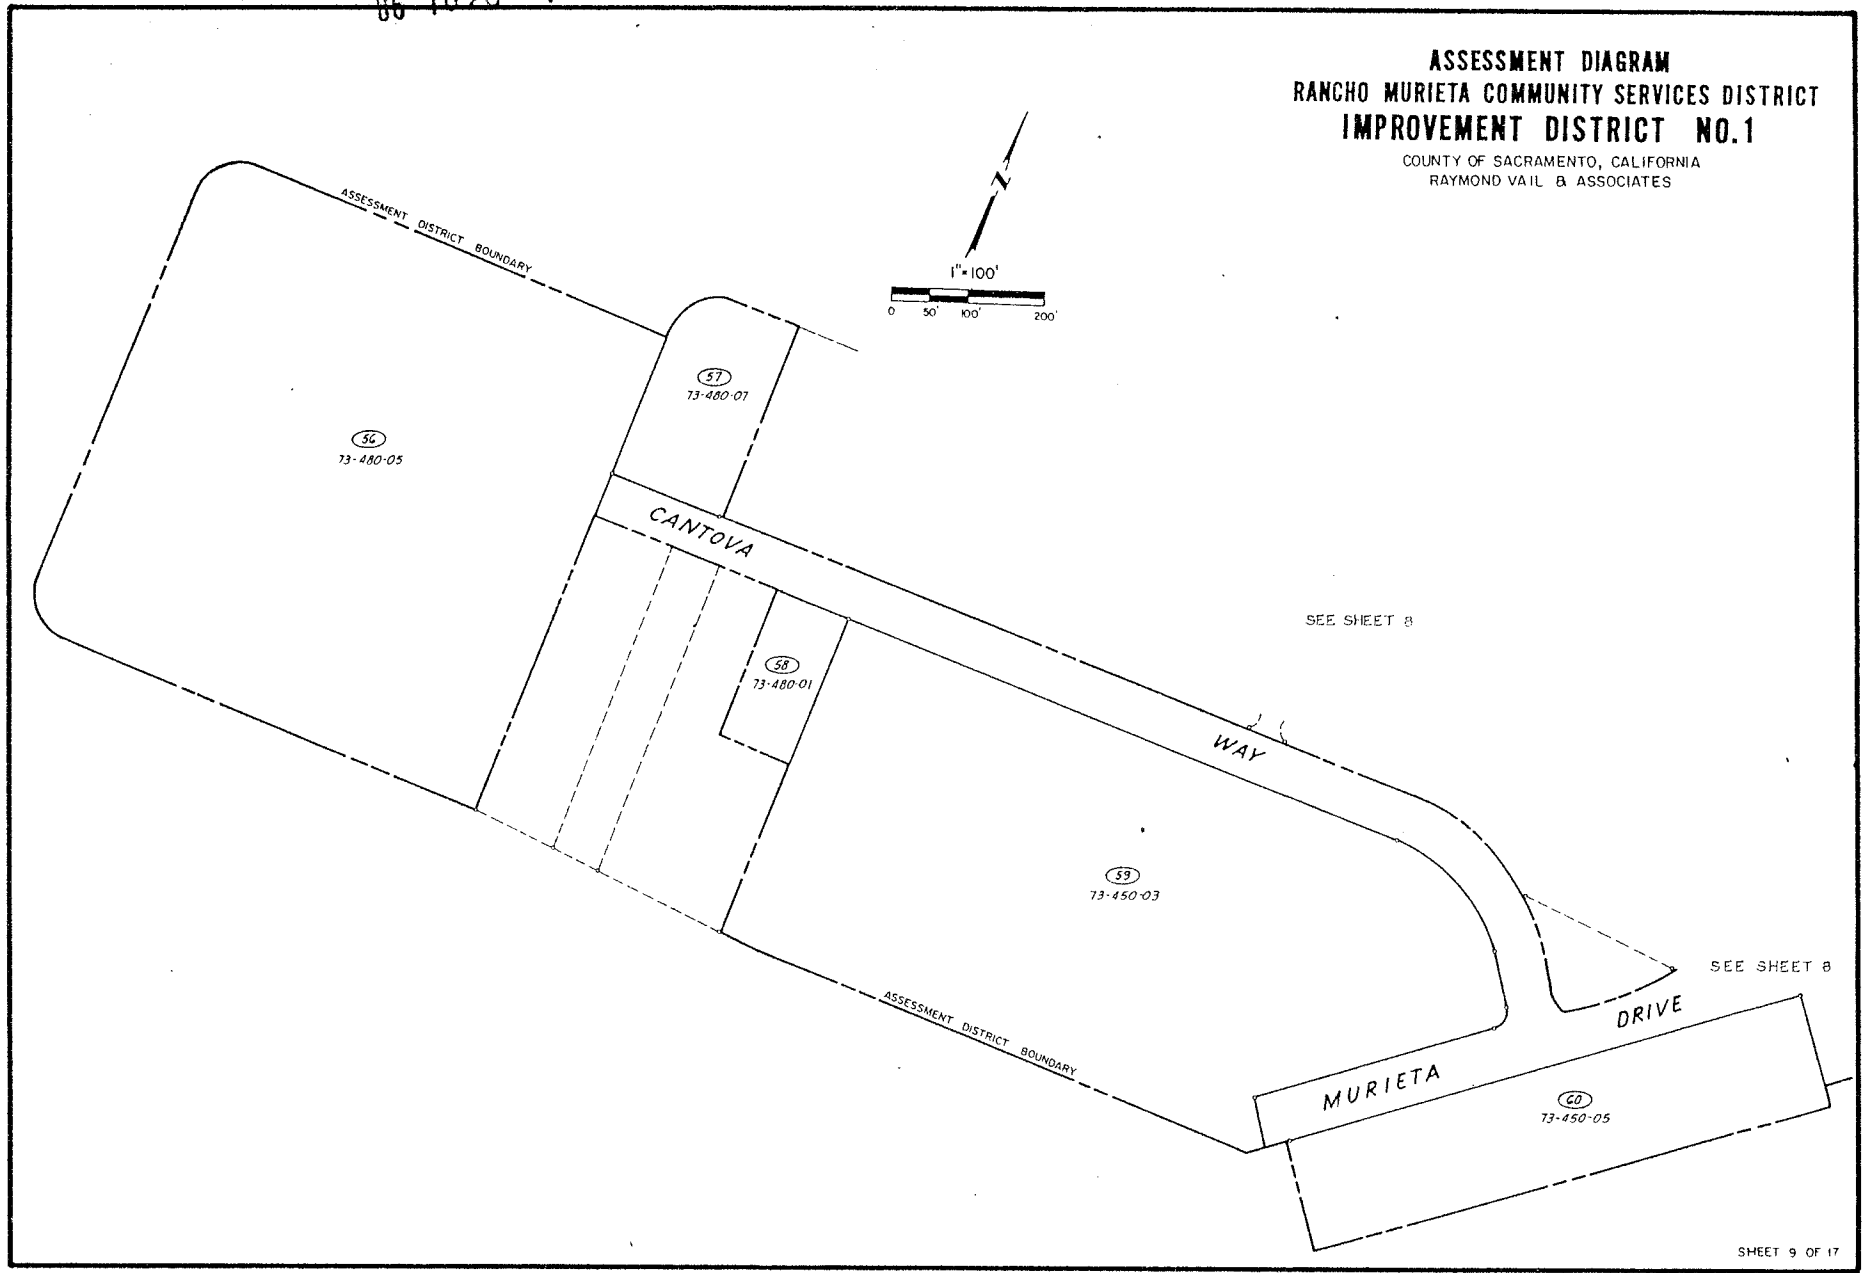 ASSESSMENT DIAGRAM
RANCHO MURIETA COMMUNITY SERVICES DISTRICT
IMPROVEMENT DISTRICT NO.1
COUNTY OF SACRAMENTO, CALIFORNIA
RAYMOND VAIL & ASSOCIATES
ASSESSMENT DISTRICT BOUNDARY
N
1"=100'
0 50' 100' 200'
57
73-480-07
56
73-480-05
CANTOVA
SEE SHEET 8
58
73-480-01
WAY
59
73-450-03
SEE SHEET 8
DRIVE
ASSESSMENT DISTRICT BOUNDARY
MURIETA
60
73-450-05
SHEET 9 OF 17